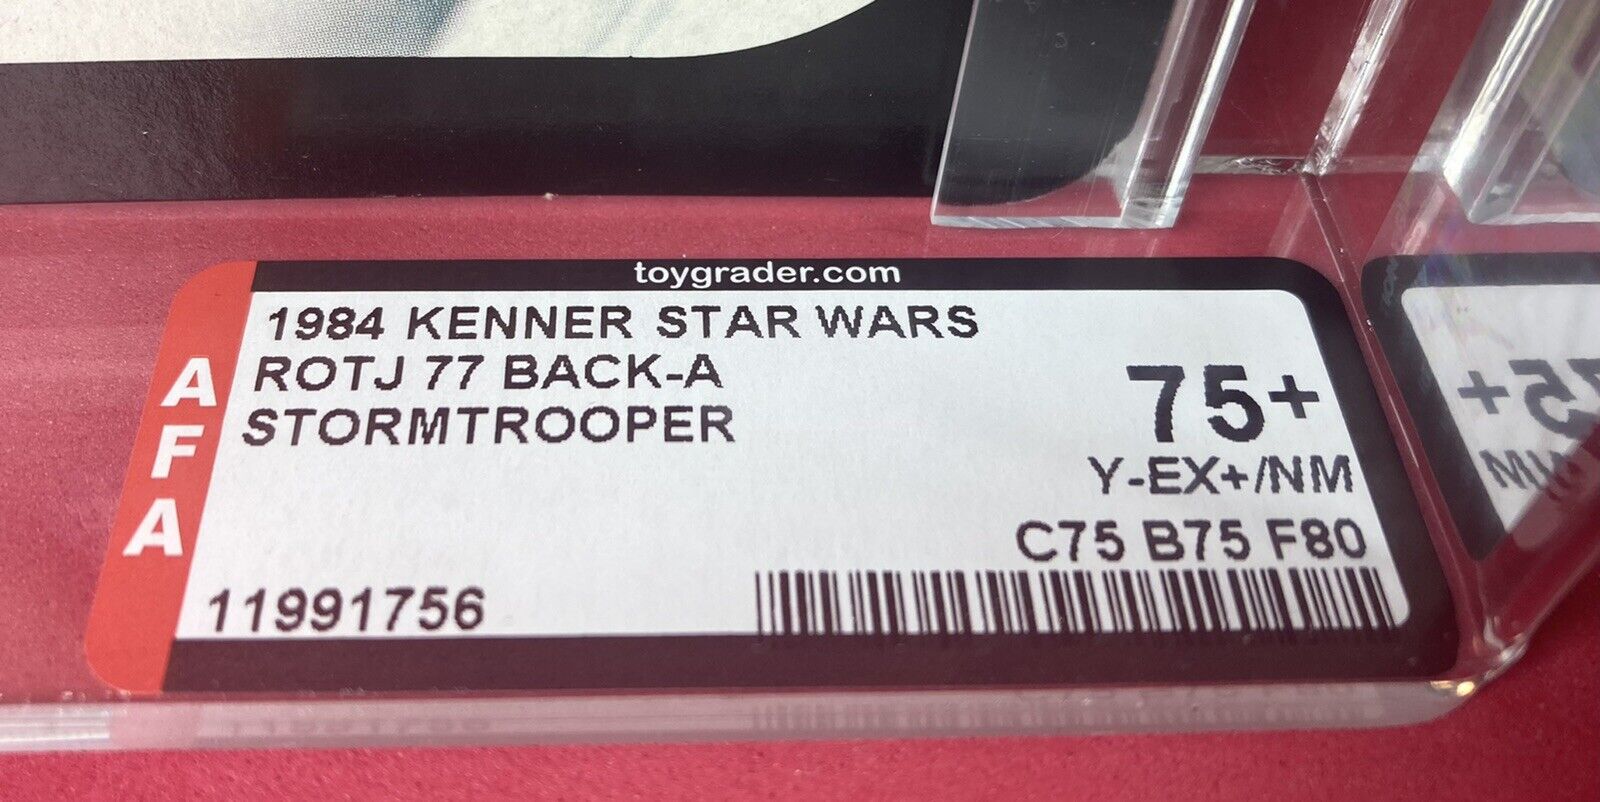 toygrader.com
AFA
1984 KENNER STAR WARS
ROTJ 77 BACK-A
STORMTROOPER
75+
Y-EX+/NM
C75 B75 F80
11991756